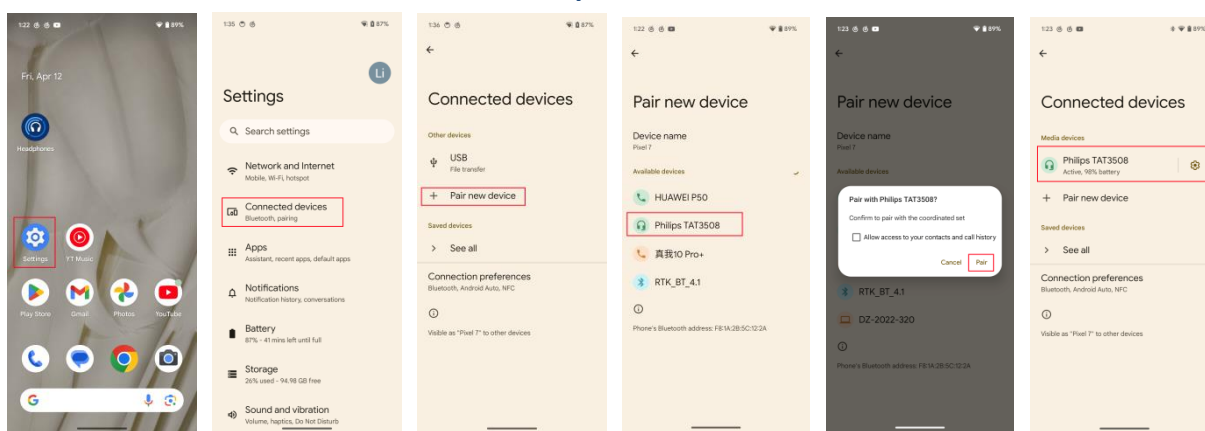 1:22
89%
Fri, Apr 12
Headphones
Settings
YT Music
Play Store
Gmail
Photos
YouTube
G
1:35
87%
Li
Settings
Search settings
Network and Internet
Mobile, Wi-Fi, hotspot
Connected devices
Bluetooth, pairing
Apps
Assistant, recent apps, default apps
Notifications
Notification history, conversations
Battery
87% - 41 mins left until full
Storage
26% used - 94.98 GB free
Sound and vibration
Volume, haptics, Do Not Disturb
1:36
87%
Connected devices
Other devices
USB
File transfer
Pair new device
Saved devices
See all
Connection preferences
Bluetooth, Android Auto, NFC
Visible as "Pixel 7" to other devices
1:22
89%
Pair new device
Device name
Pixel 7
Available devices
HUAWEI P50
Philips TAT3508
真我10 Pro+
RTK_BT_4.1
Phone's Bluetooth address: F8:1A:2B:5C:12:2A
1:23
89%
Pair new device
Device name
Pixel 7
Available devices
Pair with Philips TAT3508?
Confirm to pair with the coordinated set
Allow access to your contacts and call history
Cancel
Pair
RTK_BT_4.1
DZ-2022-320
Phone's Bluetooth address: F8:1A:2B:5C:12:2A
1:23
89%
Connected devices
Media devices
Philips TAT3508
Active, 98% battery
Pair new device
Saved devices
See all
Connection preferences
Bluetooth, Android Auto, NFC
Visible as "Pixel 7" to other devices